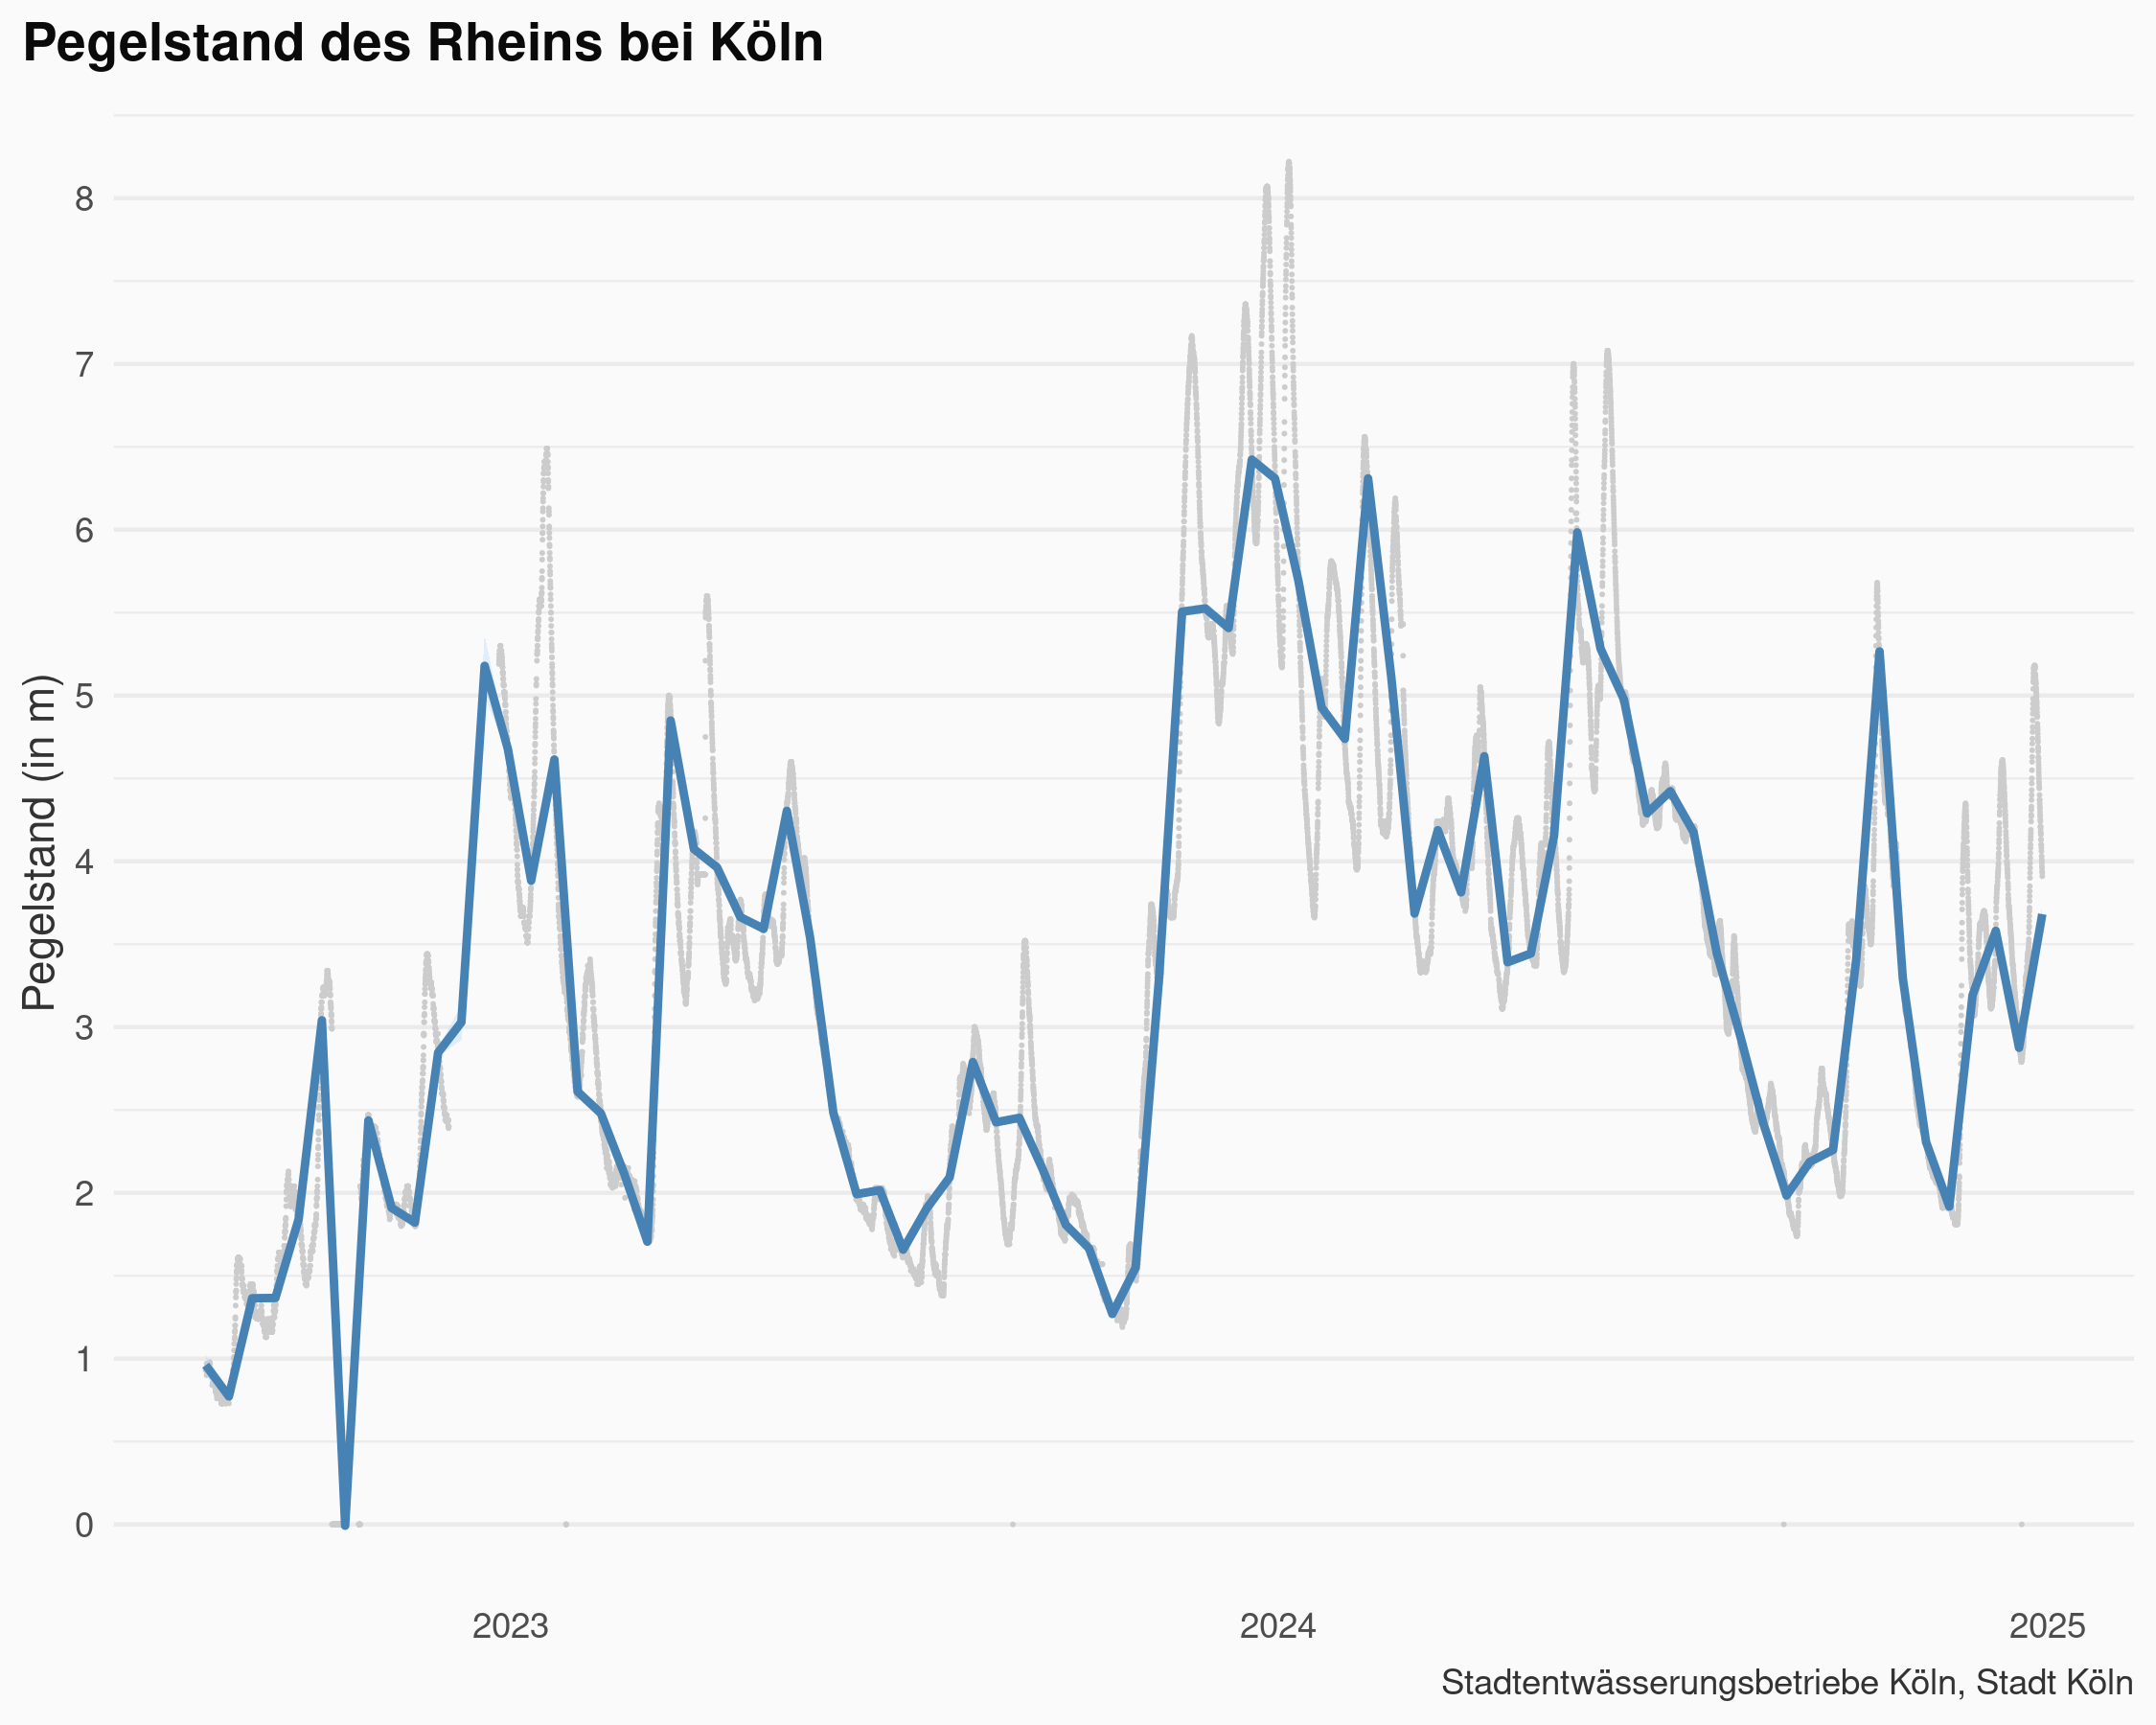 Pegelstand des Rheins bei Köln
Pegelstand (in m)
8
7
6
5
4
3
2
1
0
2023 2024 2025
Stadtentwässerungsbetriebe Köln, Stadt Köln